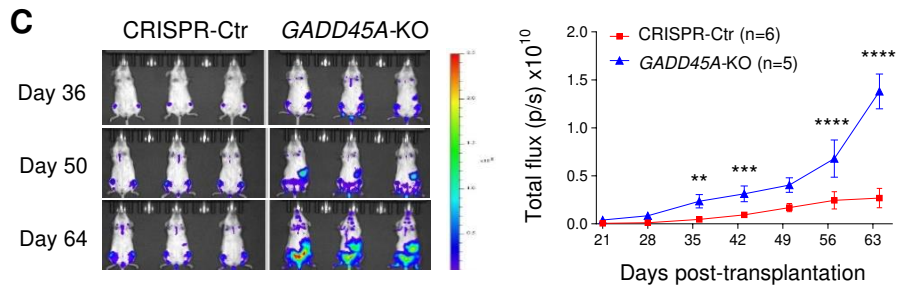 C
CRISPR-Ctr
GADD45A-KO
Day 36
Day 50
Day 64
Total flux (p/s) x10¹⁰
2.0
1.5
1.0
0.5
0.0
CRISPR-Ctr (n=6)
GADD45A-KO (n=5)
**
***
****
****
21 28 35 42 49 56 63
Days post-transplantation